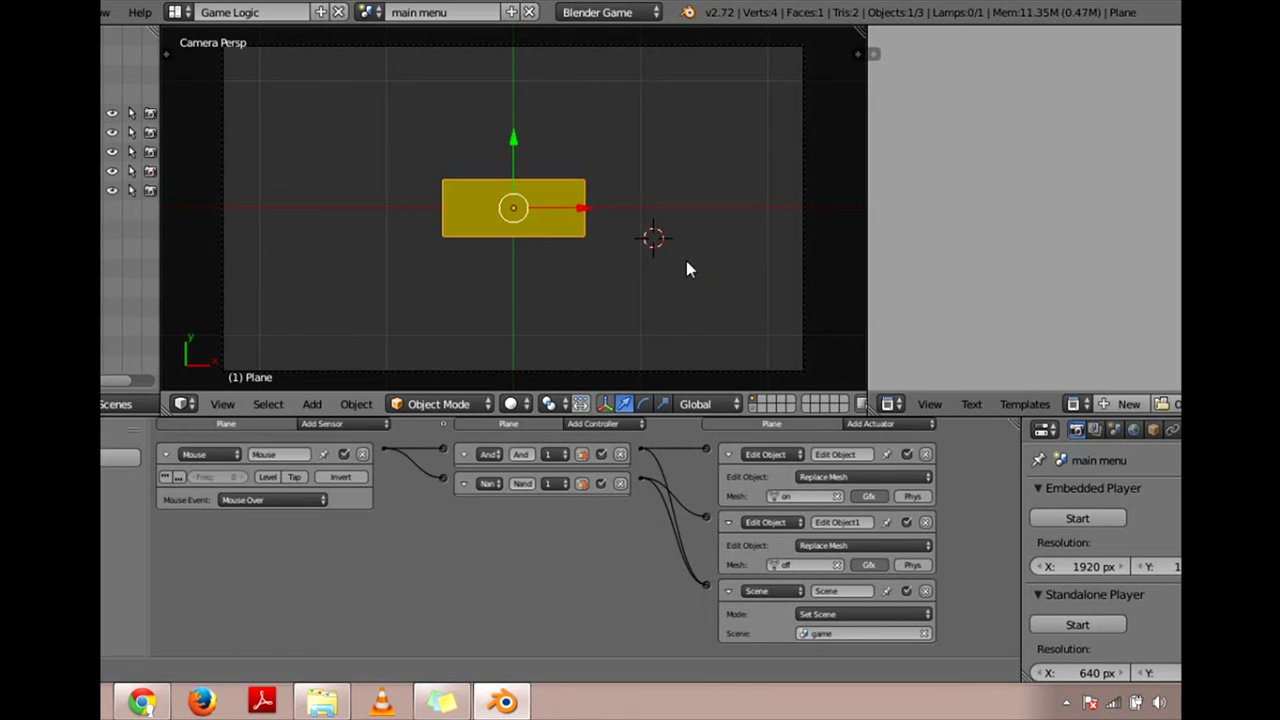 ow Help Game Logic main menu Blender Game v2.72 | Verts:4 | Faces:1 | Tris:2 | Objects:1/3 | Lamps:0/1 | Mem:11.35M (0.47M) | Plane
Camera Persp
y
x
(1) Plane
Scenes View Select Add Object Object Mode Global View Text Templates New
Plane Add Sensor Plane Add Controller Plane Add Actuator
Mouse Mouse And And 1 Edit Object Edit Object main menu
Freq: 0 Level Tap Invert Edit Object: Replace Mesh
Nan Nand 1
Mouse Event: Mouse Over Mesh: on Gfx Phys Embedded Player
Edit Object Edit Object1 Start
Edit Object: Replace Mesh Resolution:
Mesh: off Gfx Phys X: 1920 px Y: 1
Scene Scene Standalone Player
Mode: Set Scene Start
Scene: game Resolution:
X: 640 px Y: